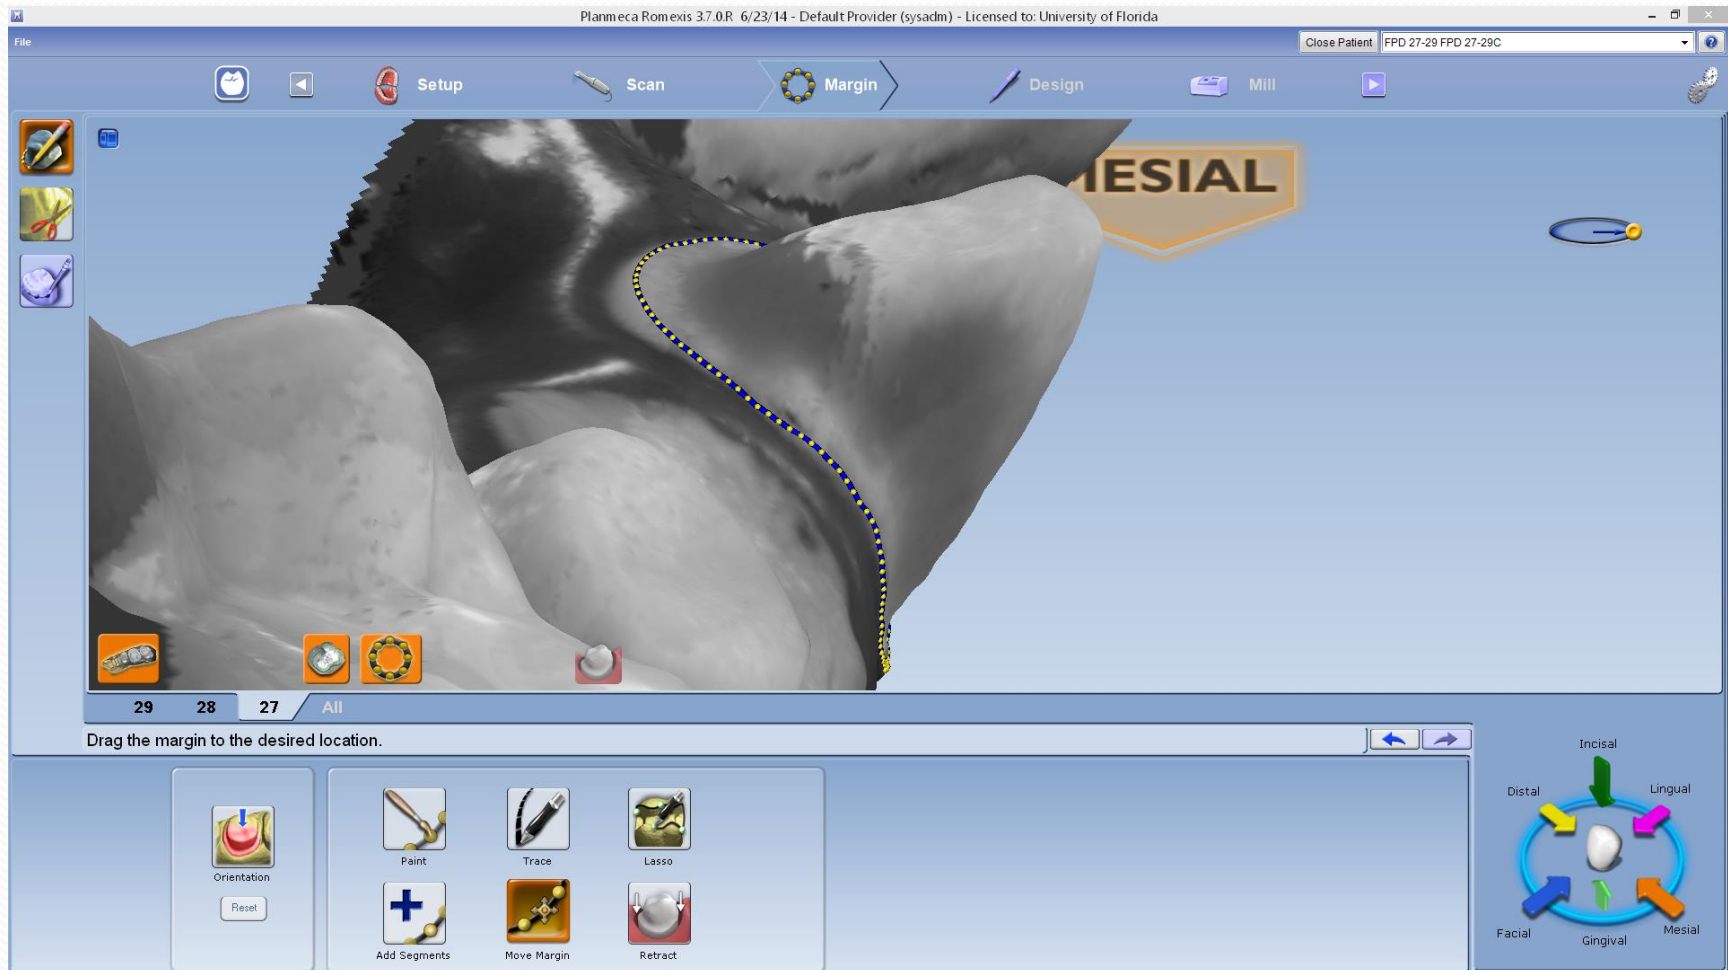 Planmeca Romexis 3.7.0.R 6/23/14 - Default Provider (sysadm) - Licensed to: University of Florida
File
Close Patient
FPD 27-29 FPD 27-29C
Setup
Scan
Margin
Design
Mill
MESIAL
29 28 27 All
Drag the margin to the desired location.
Orientation
Reset
Paint
Trace
Lasso
Add Segments
Move Margin
Retract
Incisal
Distal
Lingual
Facial
Gingival
Mesial